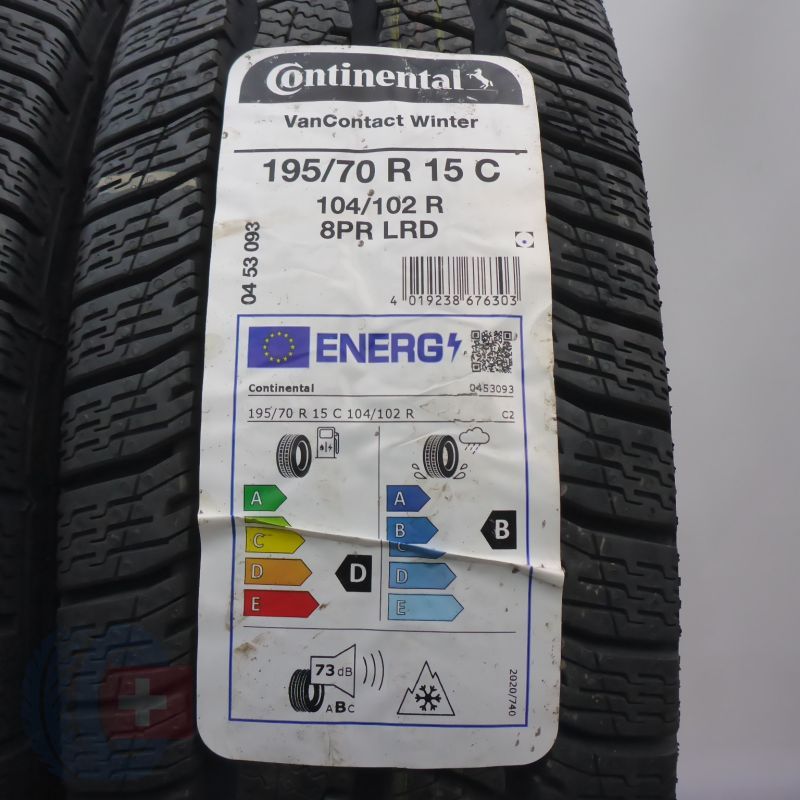 Continental
VanContact Winter
195/70 R 15 C
104/102 R
8PR LRD
04 53 093
4 019238 676303
ENERG
Continental 0453093
195/70 R 15 C 104/102 R C2
A A
B B
C C
D D D
E E
73 dB
ABC
2020/740